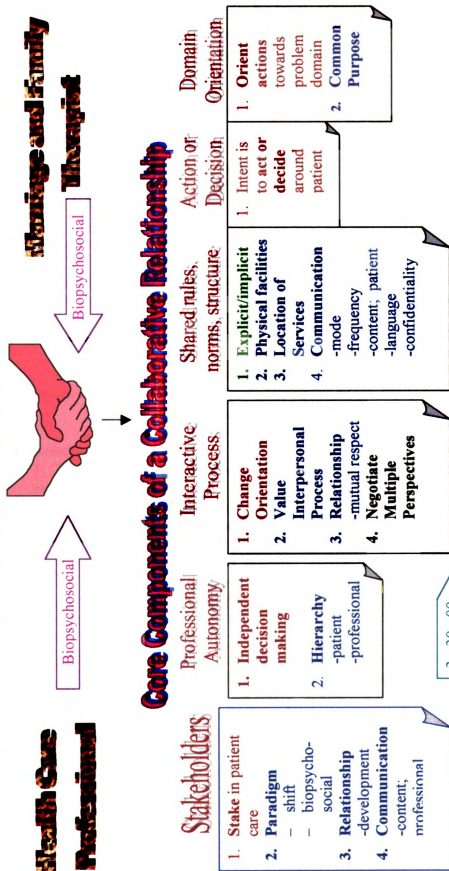 Health Care
Professional
Biopsychosocial
Biopsychosocial
Marriage and Family
Therapist
Core Components of a Collaborative Relationship
Stakeholders
1. Stake in patient
care
2. Paradigm
– shift
– biopsycho-
social
3. Relationship
-development
4. Communication
-content;
professional
Professional
Autonomy
1. Independent
decision
making
2. Hierarchy
-patient
-professional
Interactive
Process
1. Change
Orientation
2. Value
Interpersonal
Process
3. Relationship
-mutual respect
4. Negotiate
Multiple
Perspectives
Shared rules,
norms, structure
1. Explicit/implicit
2. Physical facilities
3. Location of
Services
4. Communication
-mode
-frequency
-content; patient
-language
-confidentiality
Action or
Decision
1. Intent is
to act or
decide
around
patient
Domain
Orientation
1. Orient
actions
towards
problem
domain
2. Common
Purpose